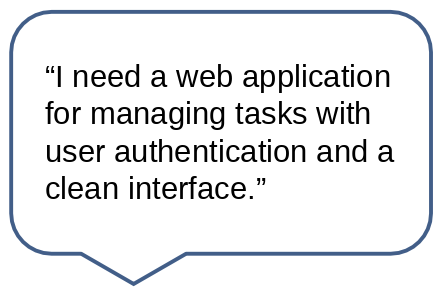 “I need a web application
for managing tasks with
user authentication and a
clean interface.”